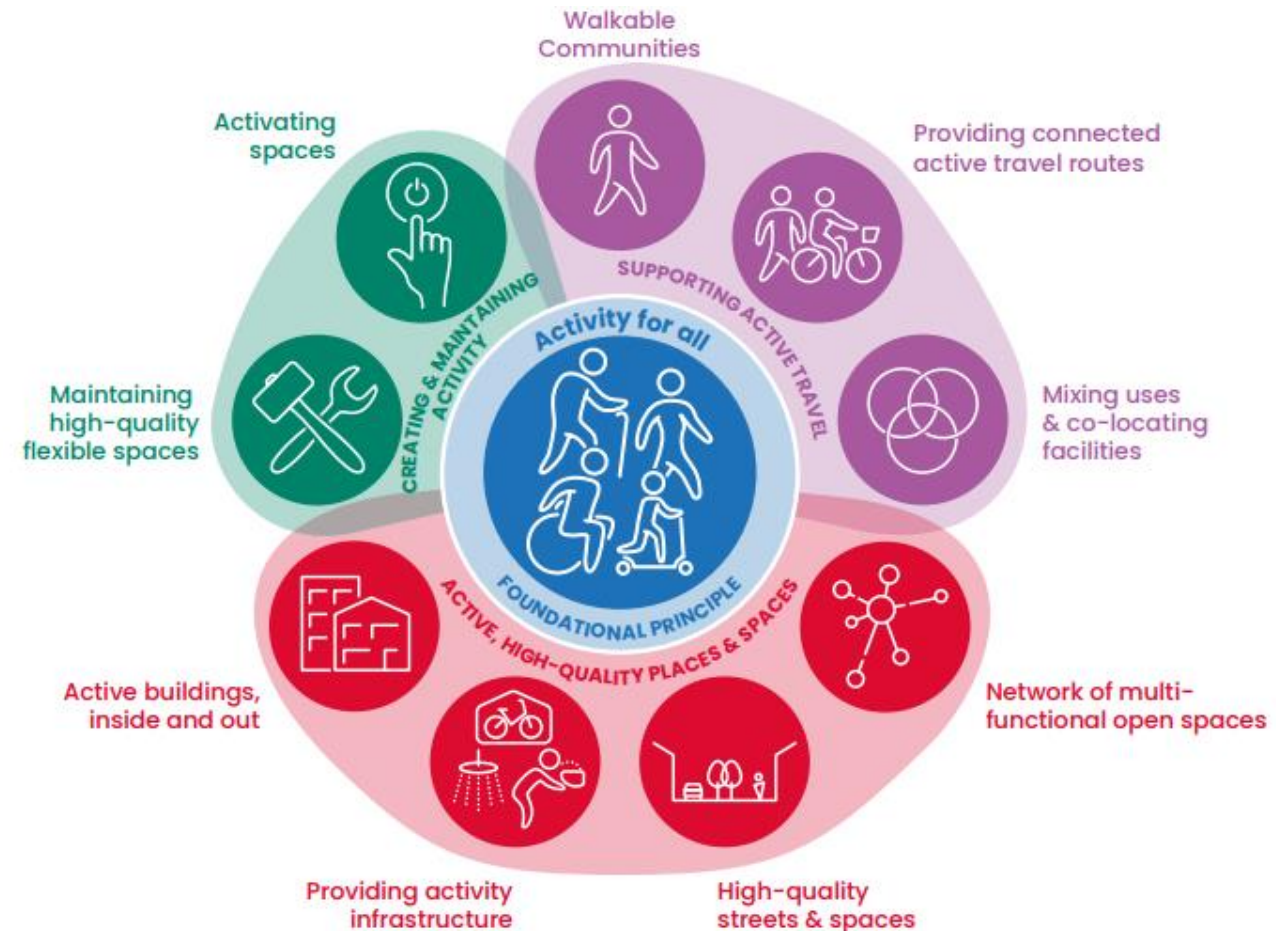 Walkable
Communities
Providing connected
active travel routes
Mixing uses
& co-locating
facilities
SUPPORTING ACTIVE TRAVEL
Activating
spaces
Maintaining
high-quality
flexible spaces
CREATING & MAINTAINING
ACTIVITY
Activity for all
FOUNDATIONAL PRINCIPLE
ACTIVE, HIGH-QUALITY PLACES & SPACES
Network of multi-
functional open spaces
High-quality
streets & spaces
Providing activity
infrastructure
Active buildings,
inside and out